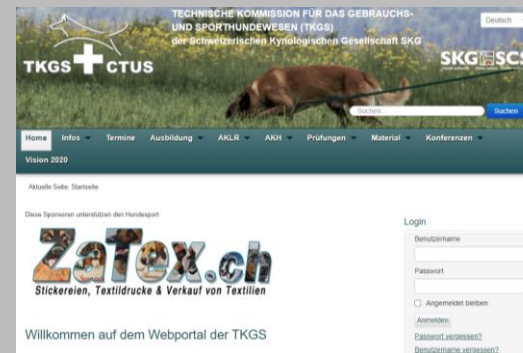 TECHNISCHE KOMMISSION FÜR DAS GEBRAUCHS-
UND SPORTHUNDEWESEN (TKGS)
der Schweizerischen Kynologischen Gesellschaft SKG
Deutsch
TKGS CTUS
SKG SCS
Suchen...
Suchen
Home Infos Termine Ausbildung AKLR AKH Prüfungen Material Konferenzen
Vision 2020
Aktuelle Seite: Startseite
Diese Sponsoren unterstützen den Hundesport
ZaTex.ch
Stickereien, Textildrucke & Verkauf von Textilien
Willkommen auf dem Webportal der TKGS
Login
Benutzername
Passwort
Angemeldet bleiben
Anmelden
Passwort vergessen?
Benutzername vergessen?